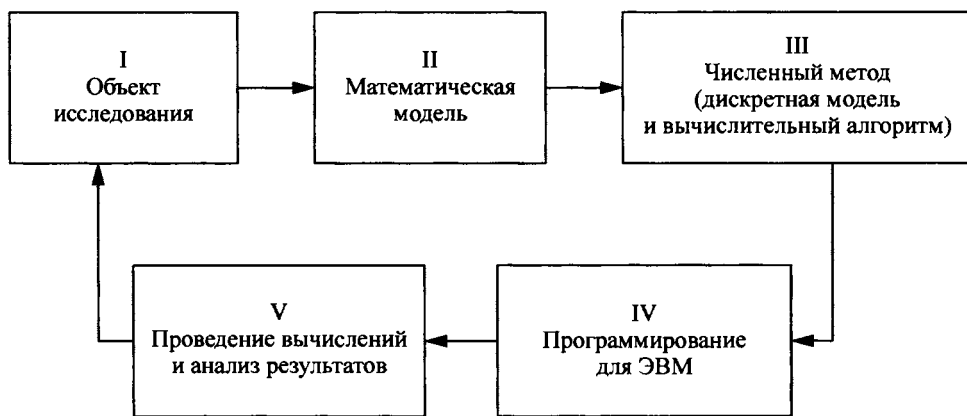 I
Объект
исследования
II
Математическая
модель
III
Численный метод
(дискретная модель
и вычислительный алгоритм)
IV
Программирование
для ЭВМ
V
Проведение вычислений
и анализ результатов